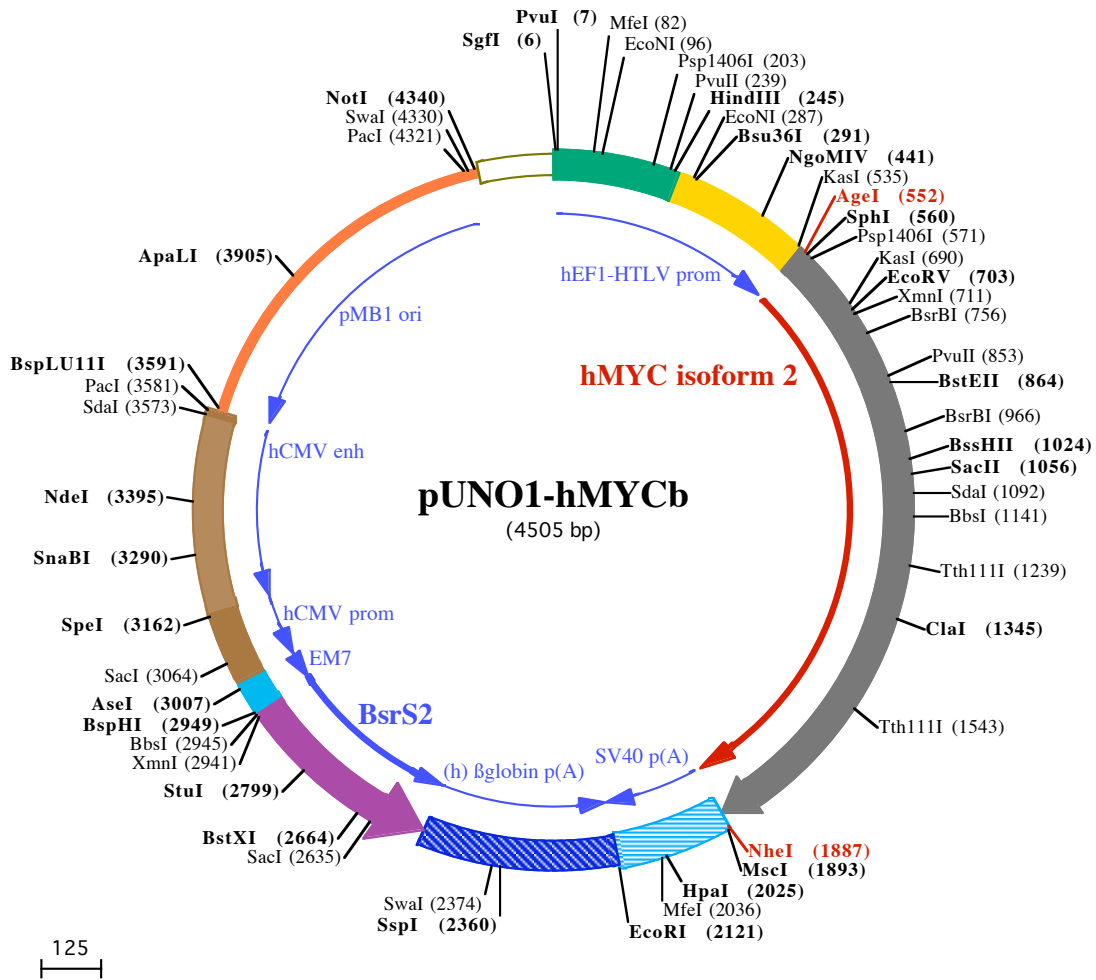 PvuI (7)
SgfI (6)
MfeI (82)
EcoNI (96)
Psp1406I (203)
PvuII (239)
HindIII (245)
EcoNI (287)
Bsu36I (291)
NgoMIV (441)
KasI (535)
AgeI (552)
SphI (560)
Psp1406I (571)
KasI (690)
EcoRV (703)
XmnI (711)
BsrBI (756)
PvuII (853)
BstEII (864)
BsrBI (966)
BssHII (1024)
SacII (1056)
SdaI (1092)
BbsI (1141)
Tth111I (1239)
ClaI (1345)
Tth111I (1543)
NheI (1887)
MscI (1893)
HpaI (2025)
MfeI (2036)
EcoRI (2121)
SwaI (2374)
SspI (2360)
BstXI (2664)
SacI (2635)
StuI (2799)
XmnI (2941)
BbsI (2945)
BspHI (2949)
AseI (3007)
SacI (3064)
SpeI (3162)
SnaBI (3290)
NdeI (3395)
SdaI (3573)
PacI (3581)
BspLU11I (3591)
ApaLI (3905)
PacI (4321)
SwaI (4330)
NotI (4340)
hEF1-HTLV prom
pMB1 ori
hMYC isoform 2
hCMV enh
pUNO1-hMYCb
(4505 bp)
hCMV prom
EM7
BsrS2
(h) ßglobin p(A)
SV40 p(A)
125